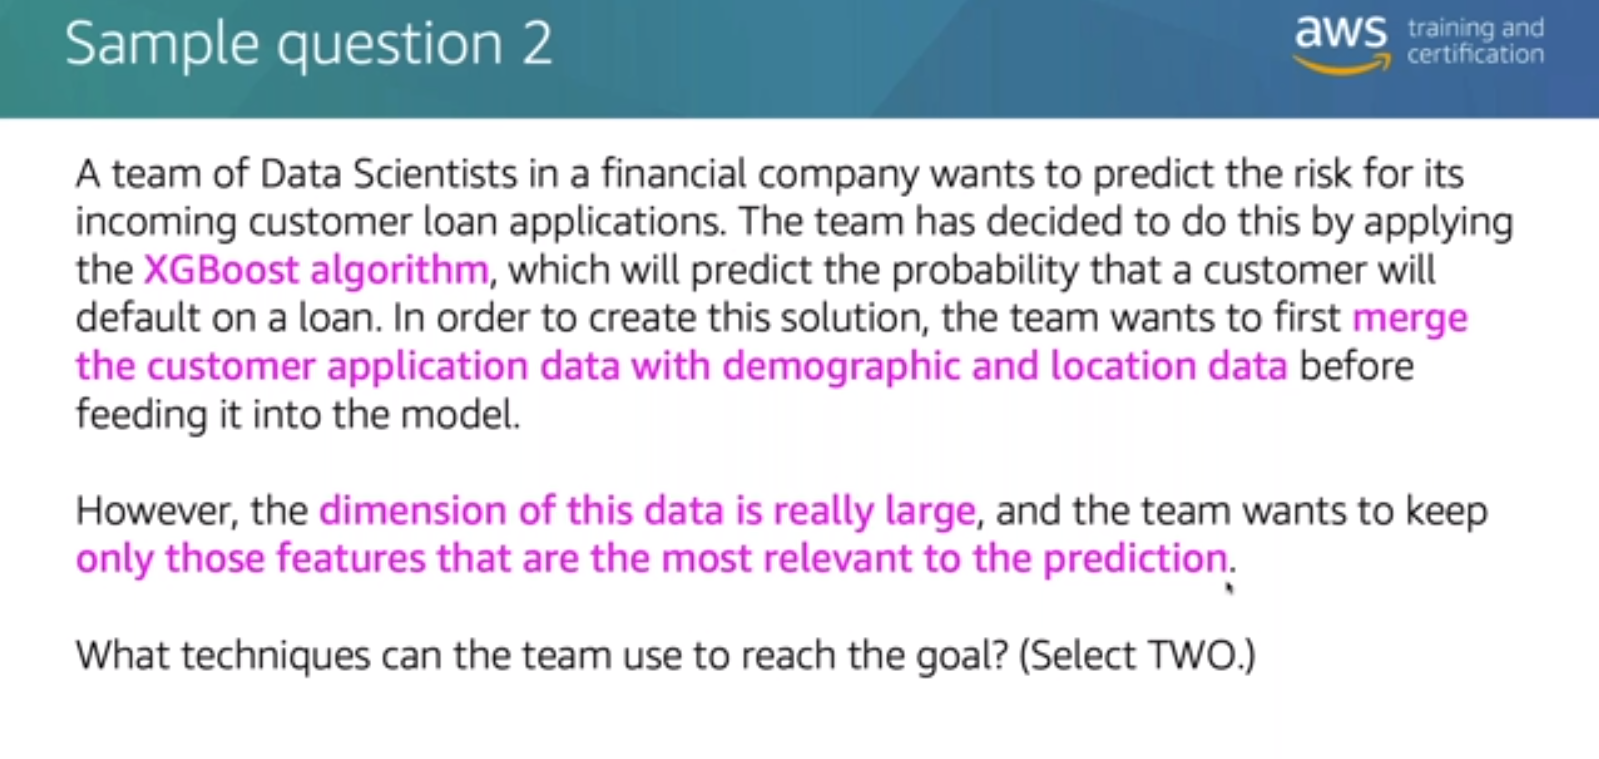 Sample question 2
aws training and
certification
A team of Data Scientists in a financial company wants to predict the risk for its
incoming customer loan applications. The team has decided to do this by applying
the XGBoost algorithm, which will predict the probability that a customer will
default on a loan. In order to create this solution, the team wants to first merge
the customer application data with demographic and location data before
feeding it into the model.
However, the dimension of this data is really large, and the team wants to keep
only those features that are the most relevant to the prediction.
What techniques can the team use to reach the goal? (Select TWO.)